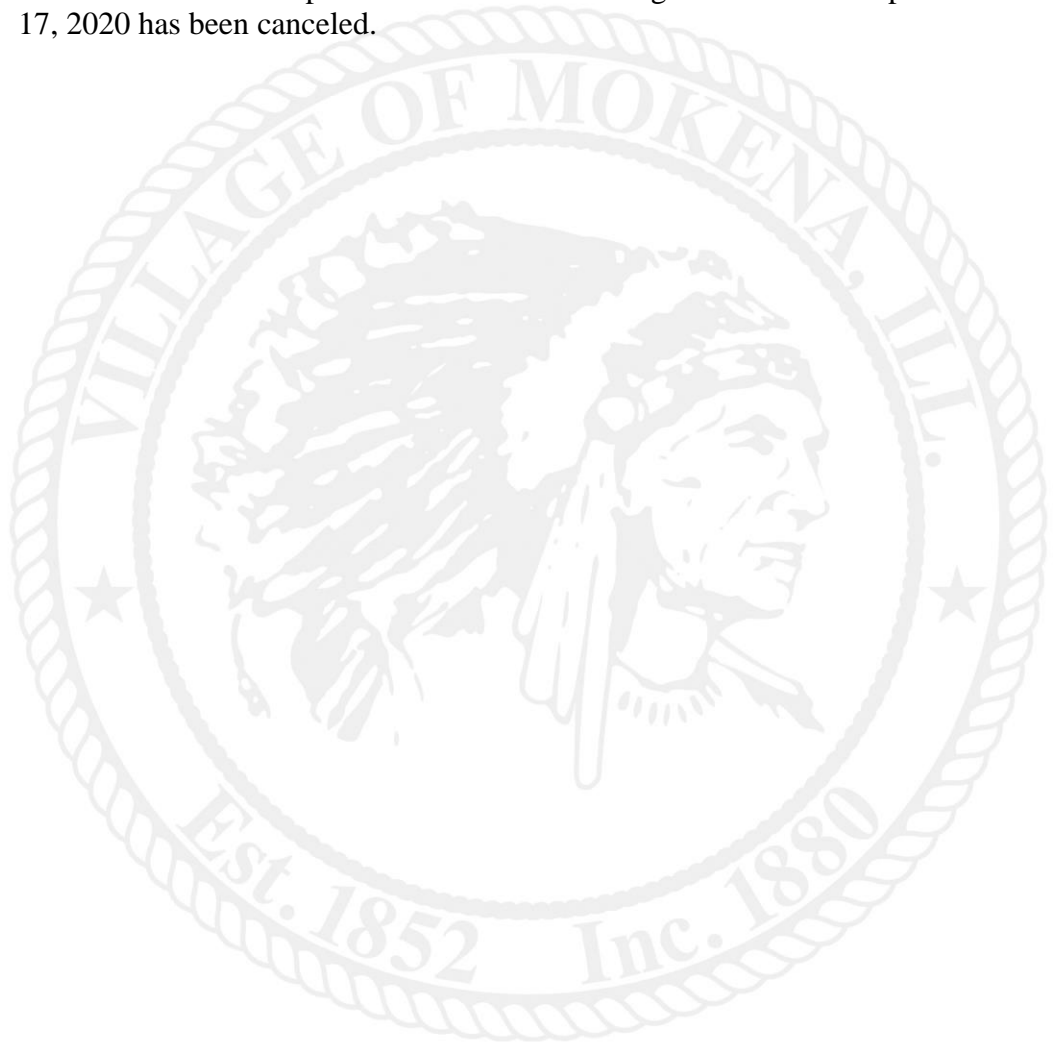 17, 2020 has been canceled.
VILLAGE OF MOKENA, ILL.
Est. 1852 Inc. 1880